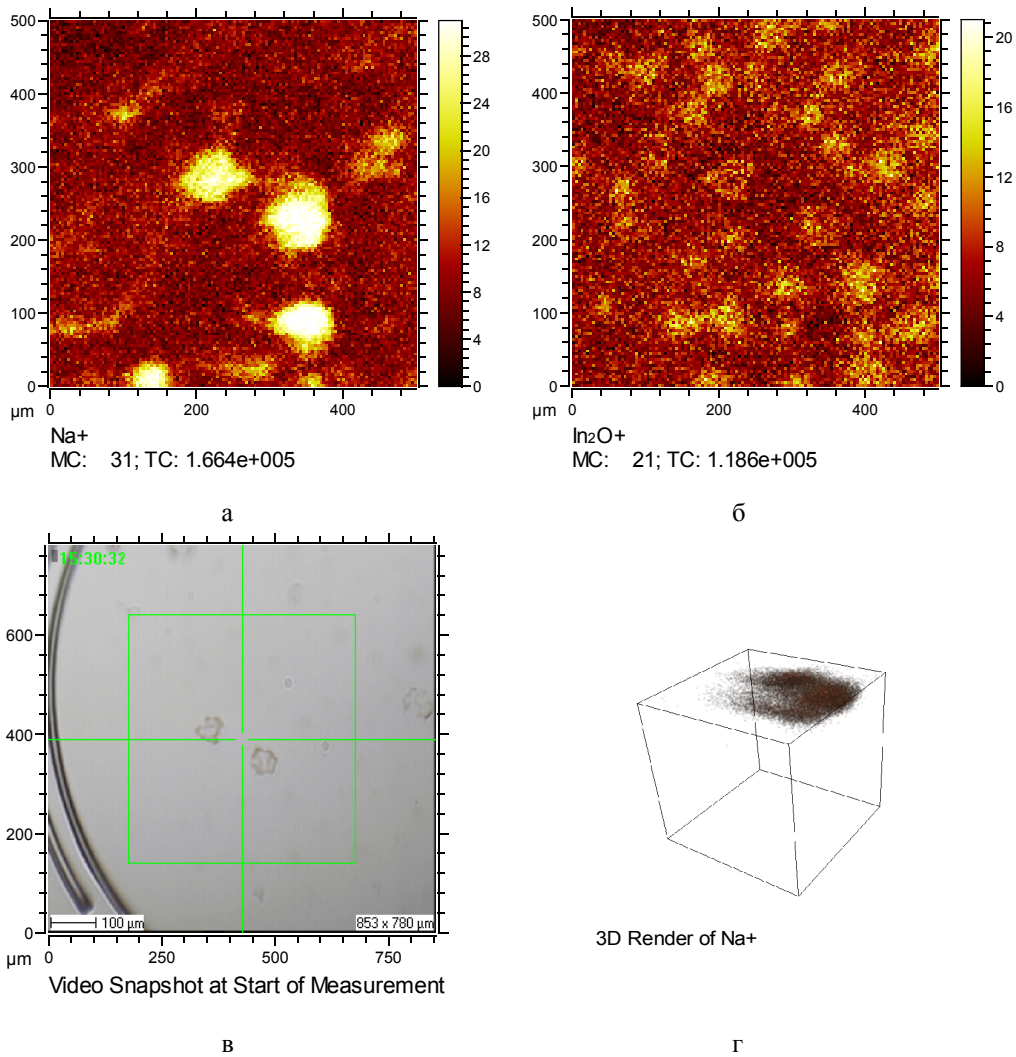 500
400
300
200
100
0
28
24
20
16
12
8
4
0
µm
0
200
400
Na+
MC: 31; TC: 1.664e+005
а
500
400
300
200
100
0
20
16
12
8
4
0
µm
0
200
400
In₂O+
MC: 21; TC: 1.186e+005
б
15:30:32
600
400
200
0
100 µm
853 x 780 µm
µm
0
250
500
750
Video Snapshot at Start of Measurement
в
3D Render of Na+
г